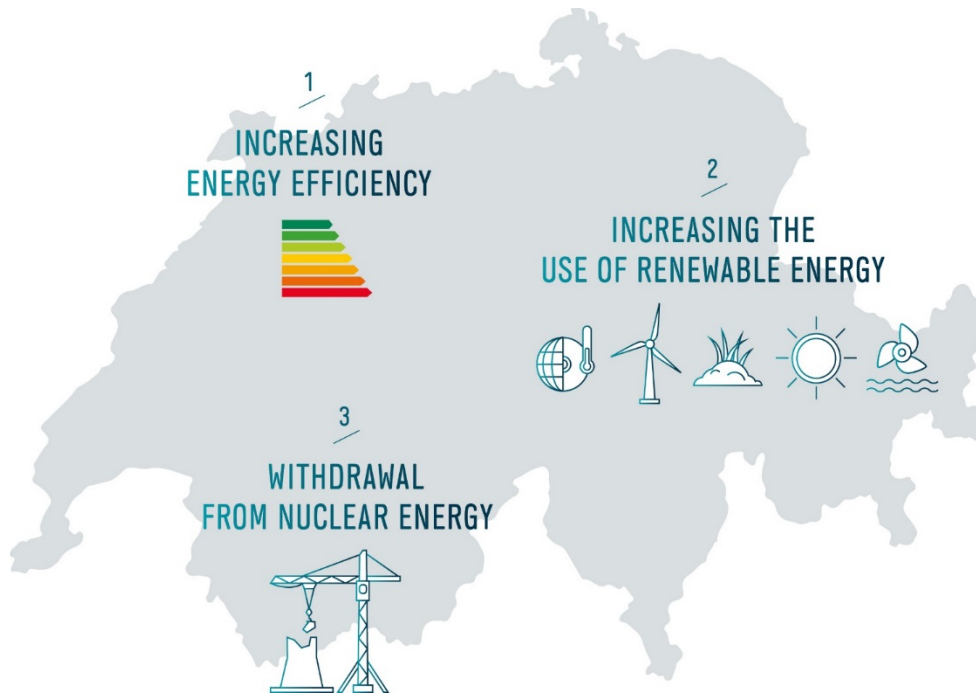 1
INCREASING
ENERGY EFFICIENCY
2
INCREASING THE
USE OF RENEWABLE ENERGY
3
WITHDRAWAL
FROM NUCLEAR ENERGY